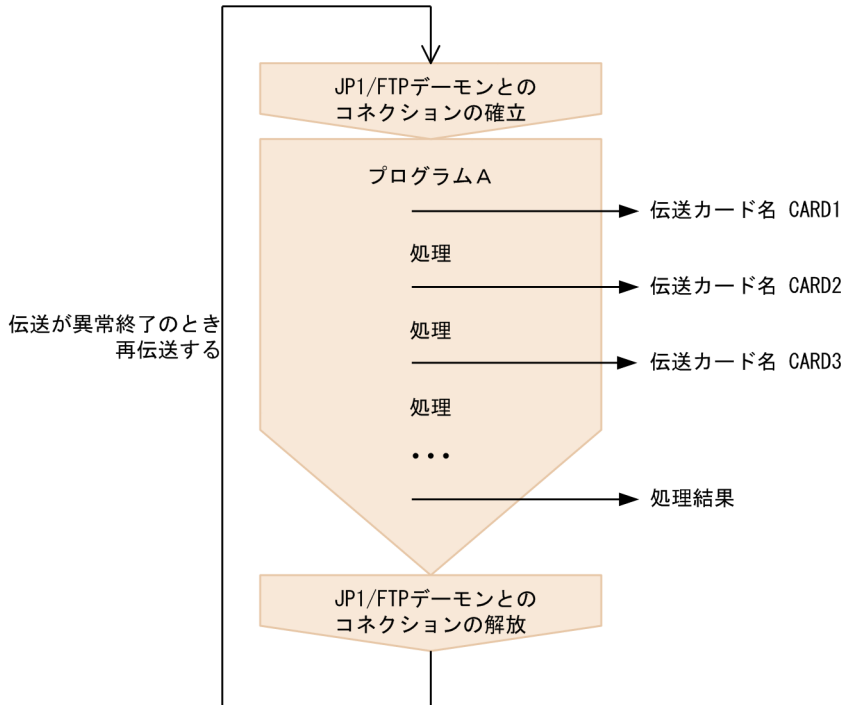 JP1/FTPデーモンとの
コネクションの確立
プログラムA
伝送カード名 CARD1
処理
伝送カード名 CARD2
処理
伝送が異常終了のとき
再伝送する
伝送カード名 CARD3
処理
・・・
処理結果
JP1/FTPデーモンとの
コネクションの解放